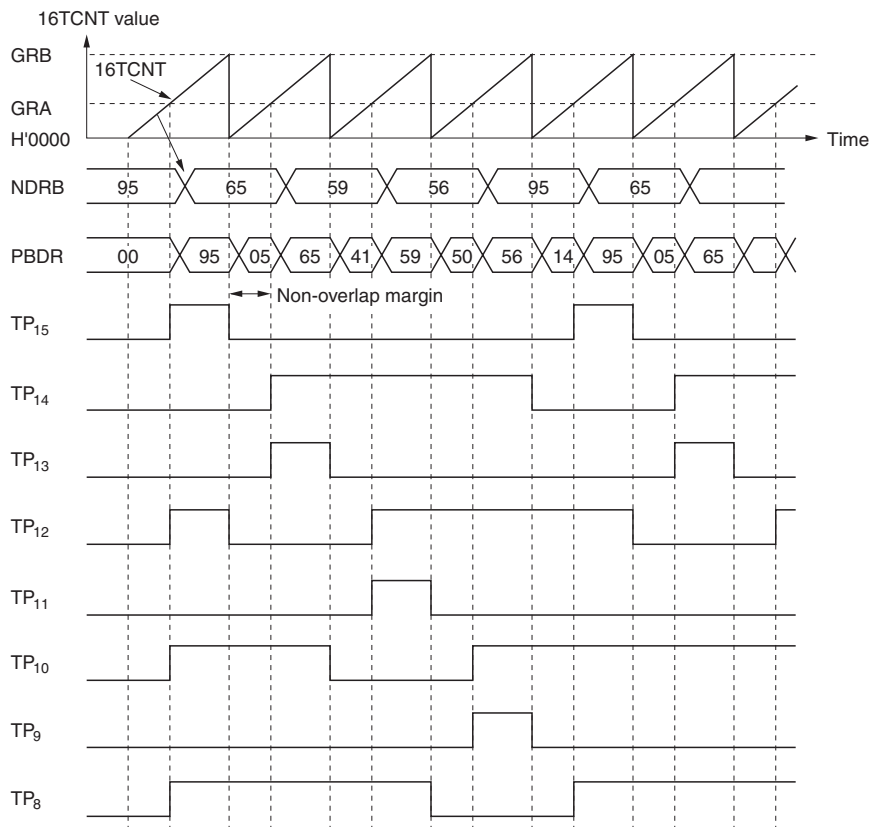 16TCNT value
GRB
16TCNT
GRA
H'0000
Time
NDRB 95 65 59 56 95 65
PBDR 00 95 05 65 41 59 50 56 14 95 05 65
Non-overlap margin
TP15
TP14
TP13
TP12
TP11
TP10
TP9
TP8